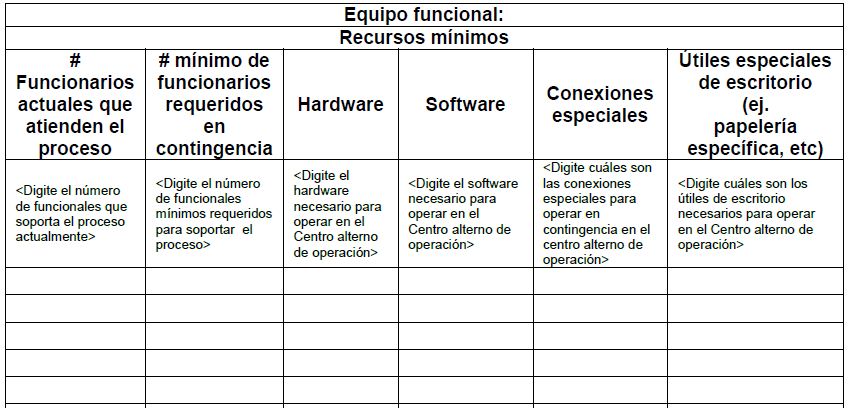 Equipo funcional:
Recursos mínimos
#
Funcionarios
actuales que
atienden el
proceso
# mínimo de
funcionarios
requeridos
en
contingencia
Hardware
Software
Conexiones
especiales
Útiles especiales
de escritorio
(ej.
papelería
específica, etc)
<Digite el número
de funcionales que
soporta el proceso
actualmente>
<Digite el número
de funcionales
mínimos requeridos
para soportar el
proceso>
<Digite el
hardware
necesario para
operar en el
Centro alterno
de operación>
<Digite el software
necesario para
operar en el
Centro alterno de
operación>
<Digite cuáles son
las conexiones
especiales para
operar en
contingencia en el
centro alterno de
operación>
<Digite cuáles son los
útiles de escritorio
necesarios para operar
en el Centro alterno de
operación>